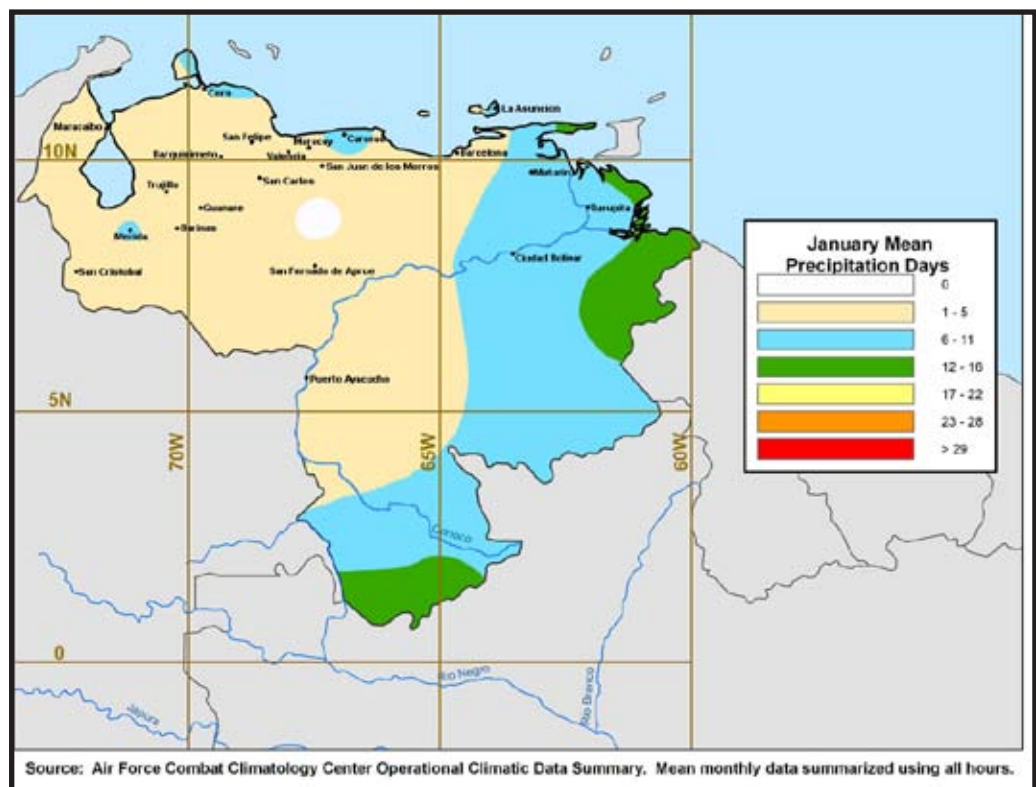 Coro
La Asuncion
Maracaibo
San Felipe
Maracay
Caracas
10N
Barquisimeto
Valencia
Barcelona
San Juan de los Morros
Maturin
Trujillo
San Carlos
Guanare
Tucupita
Merida
Barinas
Ciudad Bolivar
San Cristobal
San Fernado de Aprue
January Mean
Precipitation Days
0
1 - 5
6 - 11
12 - 16
17 - 22
23 - 28
> 29
Puerto Ayacucho
5N
70W
65W
60W
Orinoco
0
Rio Negro
Rio Branco
Japura
Source: Air Force Combat Climatology Center Operational Climatic Data Summary. Mean monthly data summarized using all hours.